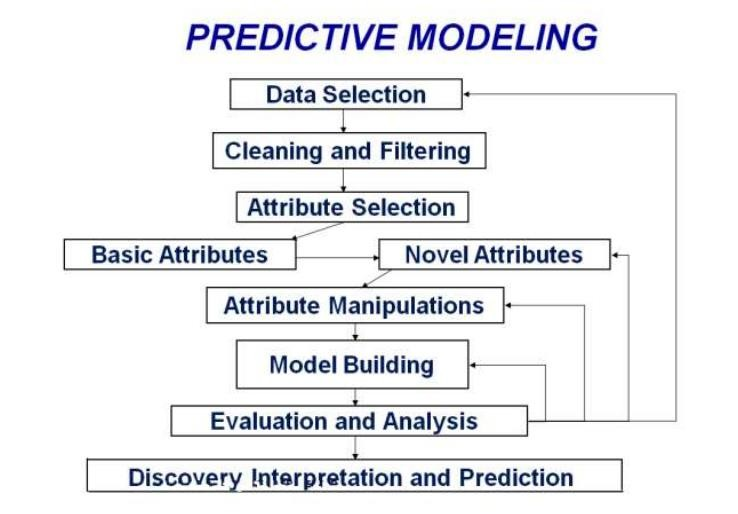 PREDICTIVE MODELING
Data Selection
Cleaning and Filtering
Attribute Selection
Basic Attributes
Novel Attributes
Attribute Manipulations
Model Building
Evaluation and Analysis
Discovery Interpretation and Prediction